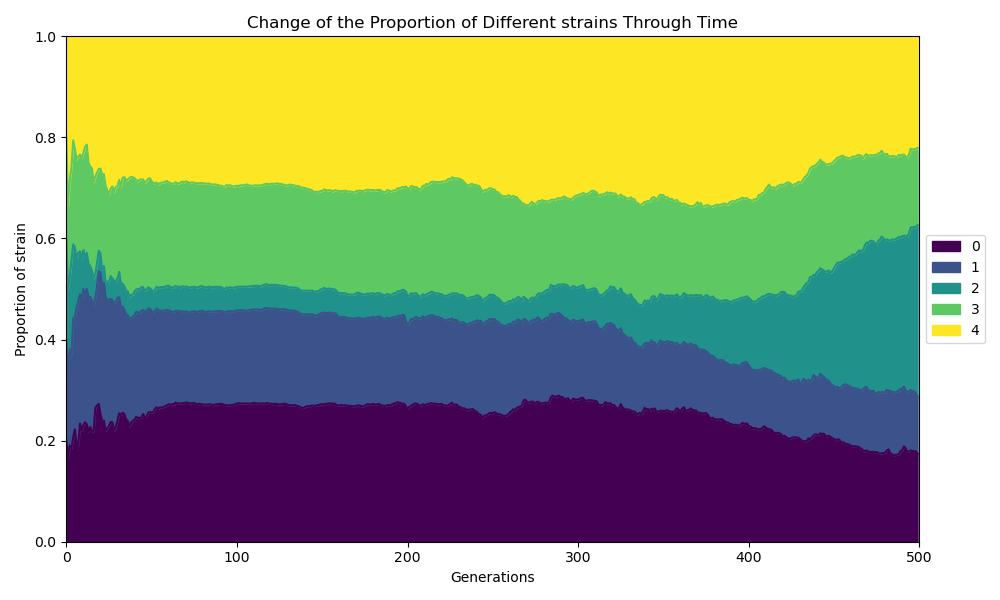 Change of the Proportion of Different strains Through Time
1.0
0.8
0.6
0.4
0.2
0.0
Proportion of strain
0
1
2
3
4
0 100 200 300 400 500
Generations